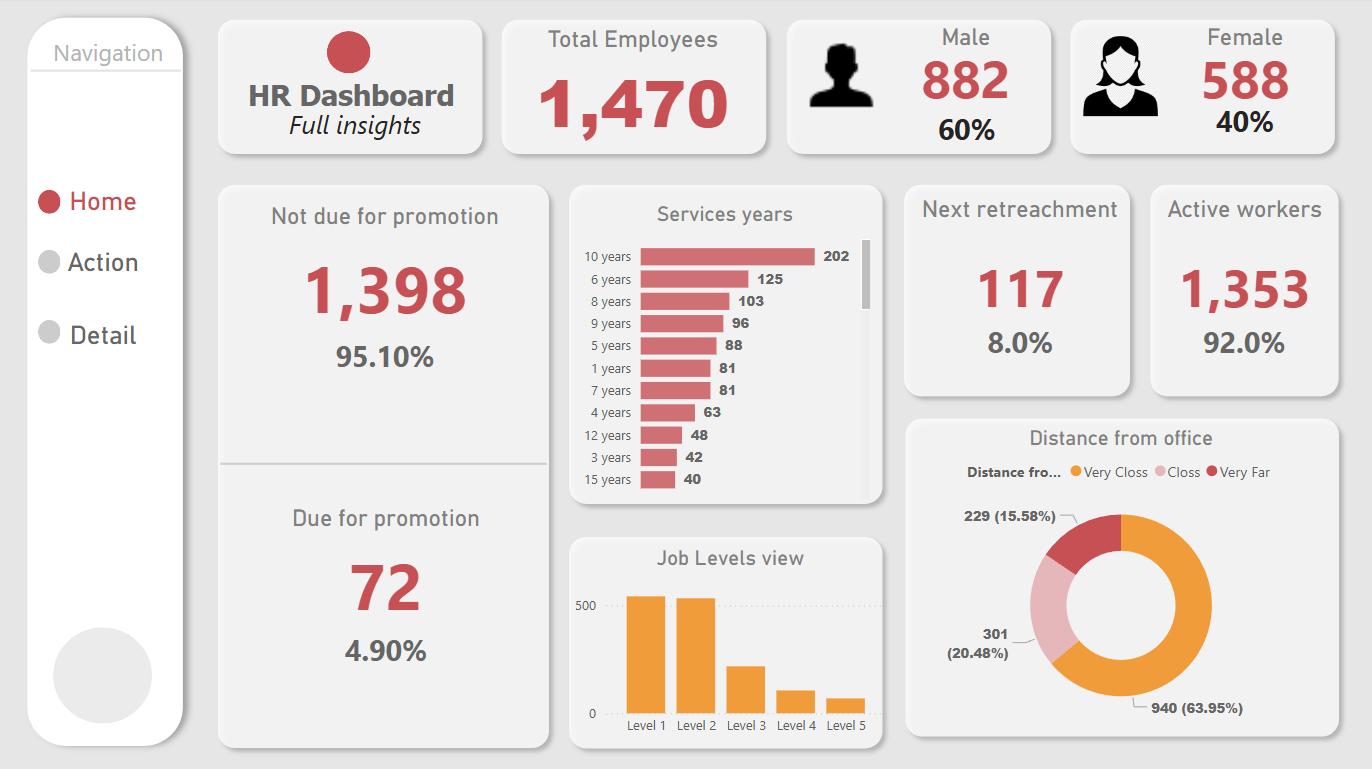 Navigation
Home
Action
Detail
HR Dashboard
Full insights
Total Employees
1,470
Male
882
60%
Female
588
40%
Not due for promotion
1,398
95.10%
Due for promotion
72
4.90%
Services years
10 years 202
6 years 125
8 years 103
9 years 96
5 years 88
1 years 81
7 years 81
4 years 63
12 years 48
3 years 42
15 years 40
Job Levels view
500
0
Level 1 Level 2 Level 3 Level 4 Level 5
Next retreachment
117
8.0%
Active workers
1,353
92.0%
Distance from office
Distance fro... Very Closs Closs Very Far
229 (15.58%)
301
(20.48%)
940 (63.95%)